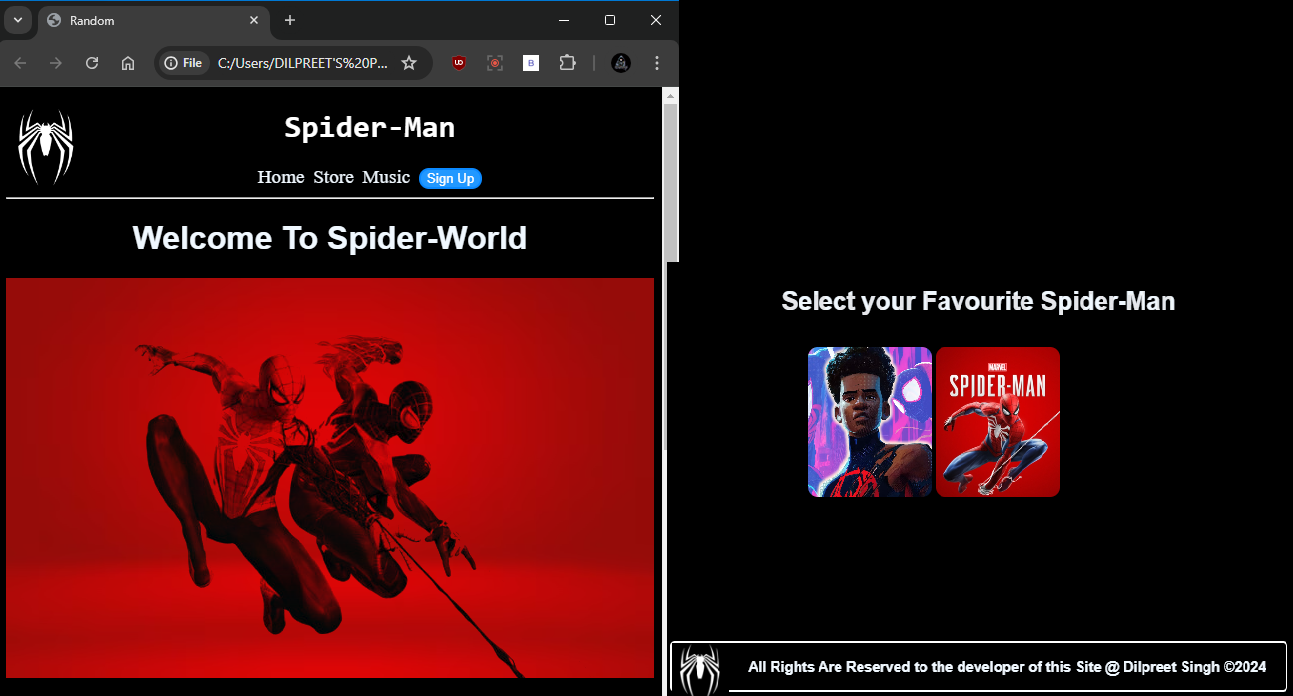 Random
File
C:/Users/DILPREET'S%20P...
UD
B
Spider-Man
Home Store Music Sign Up
Welcome To Spider-World
Select your Favourite Spider-Man
MARVEL
SPIDER-MAN
All Rights Are Reserved to the developer of this Site @ Dilpreet Singh ©2024